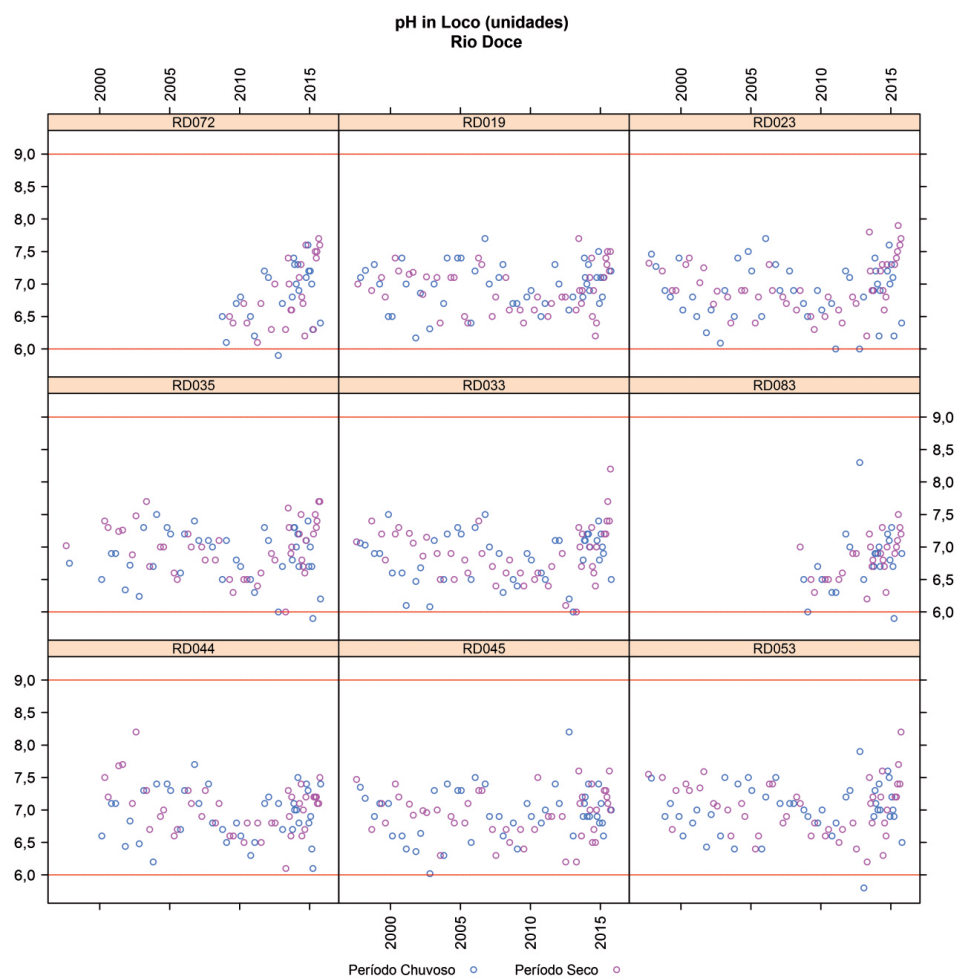 pH in Loco (unidades)
Rio Doce
2000 2005 2010 2015 2000 2005 2010 2015
RD072 RD019 RD023
9,0
8,5
8,0
7,5
7,0
6,5
6,0
RD035 RD033 RD083
9,0
8,5
8,0
7,5
7,0
6,5
6,0
RD044 RD045 RD053
9,0
8,5
8,0
7,5
7,0
6,5
6,0
2000 2005 2010 2015
Período Chuvoso Período Seco